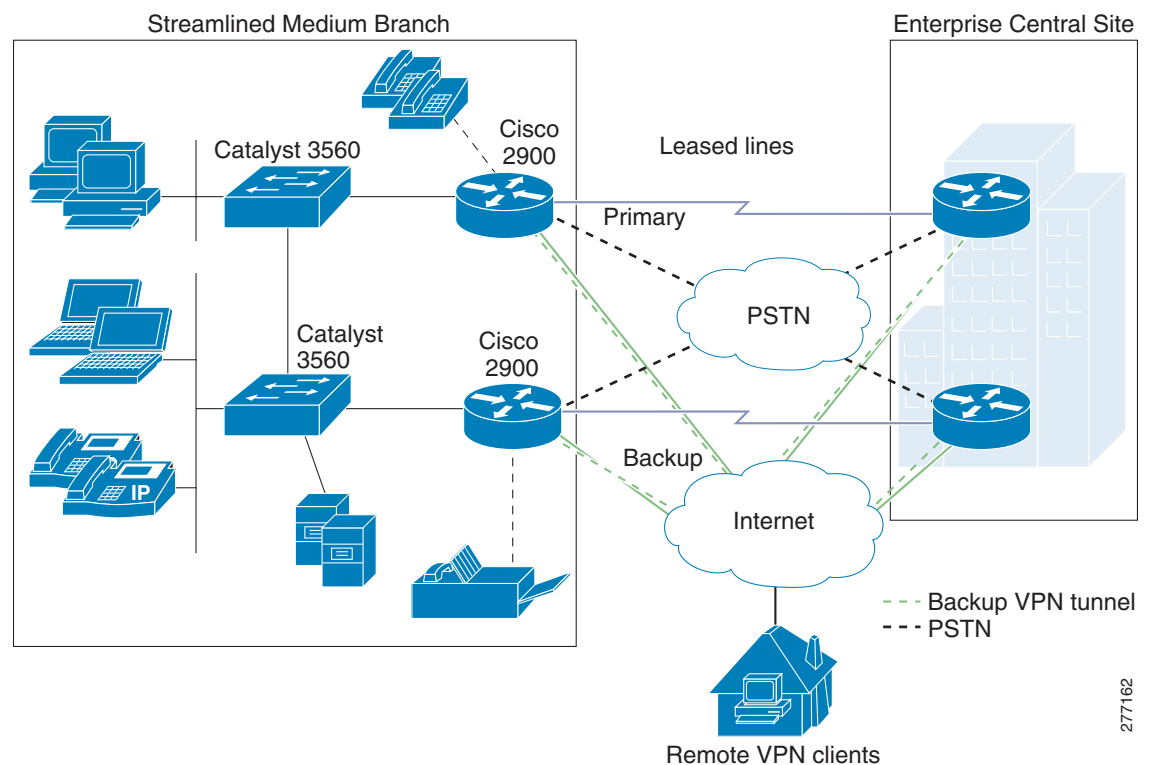 Streamlined Medium Branch
Enterprise Central Site
Catalyst 3560
Cisco
2900
Leased lines
Primary
PSTN
Catalyst
3560
Cisco
2900
Backup
IP
Internet
Backup VPN tunnel
PSTN
Remote VPN clients
277162